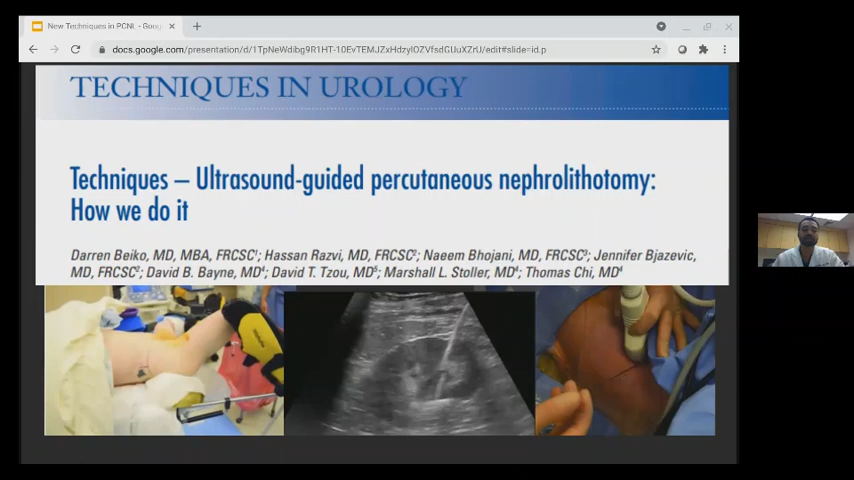 New Techniques in PCNL - Goog
docs.google.com/presentation/d/1TpNeWdibg9R1HT-10EvTEMJZxHdzylOZVfsdGUuXZrU/edit#slide=id.p
TECHNIQUES IN UROLOGY
Techniques – Ultrasound-guided percutaneous nephrolithotomy:
How we do it
Darren Beiko, MD, MBA, FRCSC¹; Hassan Razvi, MD, FRCSC²; Naeem Bhojani, MD, FRCSC³; Jennifer Bjazevic,
MD, FRCSC²; David B. Bayne, MD⁴; David T. Tzou, MD⁵; Marshall L. Stoller, MD⁴; Thomas Chi, MD⁴